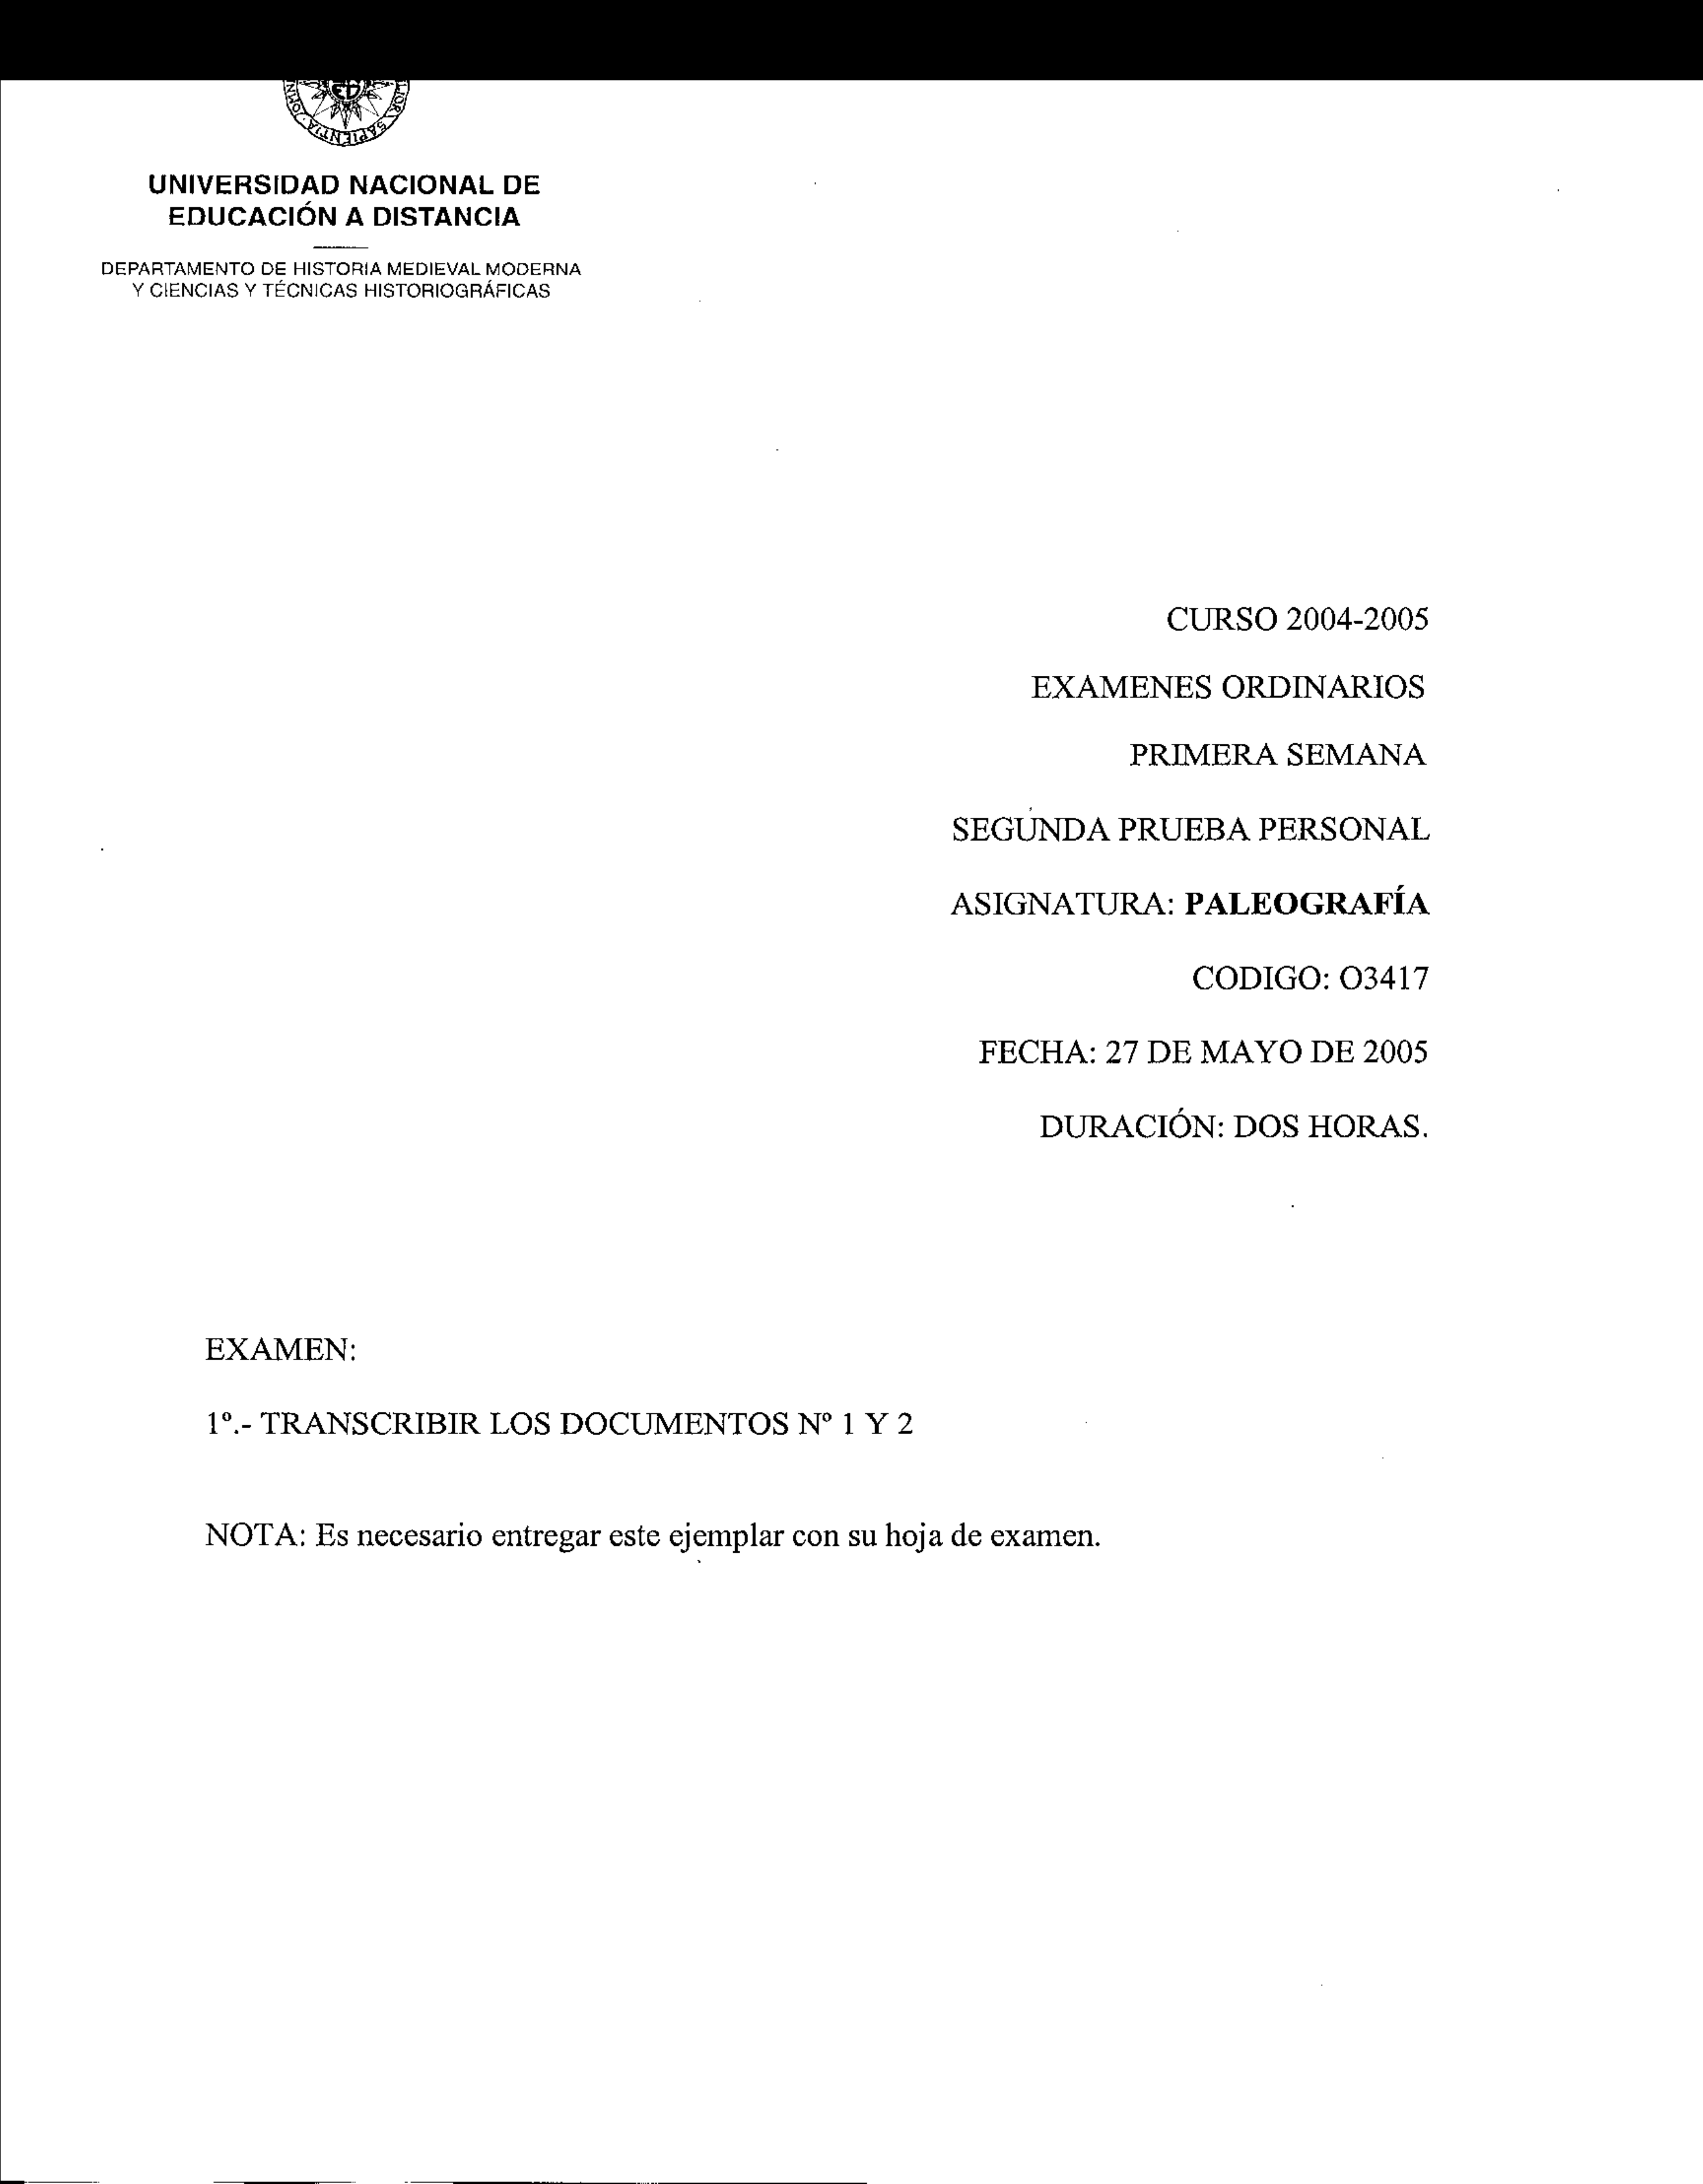 SAPIENTIA
UNIVERSIDAD NACIONAL DE
EDUCACIÓN A DISTANCIA
DEPARTAMENTO DE HISTORIA MEDIEVAL MODERNA
Y CIENCIAS Y TÉCNICAS HISTORIOGRÁFICAS
CURSO 2004-2005
EXAMENES ORDINARIOS
PRIMERA SEMANA
SEGUNDA PRUEBA PERSONAL
ASIGNATURA: PALEOGRAFÍA
CODIGO: O3417
FECHA: 27 DE MAYO DE 2005
DURACIÓN: DOS HORAS.
EXAMEN:
1º.- TRANSCRIBIR LOS DOCUMENTOS Nº 1 Y 2
NOTA: Es necesario entregar este ejemplar con su hoja de examen.